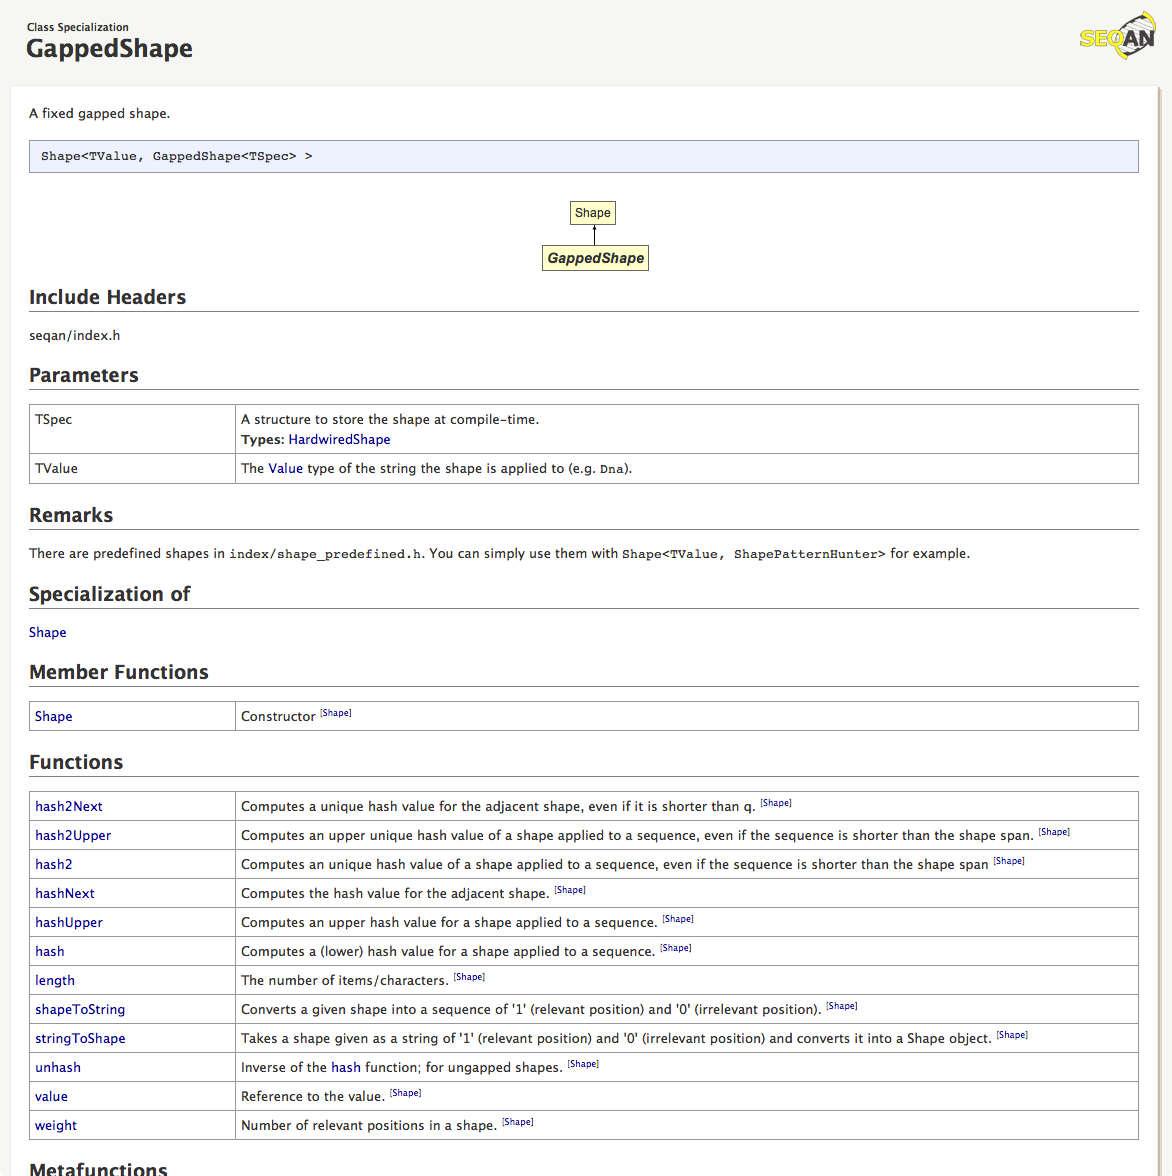 Class Specialization
GappedShape
SEQAN
A fixed gapped shape.
Shape<TValue, GappedShape<TSpec> >
Shape
GappedShape
Include Headers
seqan/index.h
Parameters
TSpec A structure to store the shape at compile-time.
Types: HardwiredShape
TValue The Value type of the string the shape is applied to (e.g. Dna).
Remarks
There are predefined shapes in index/shape_predefined.h. You can simply use them with Shape<TValue, ShapePatternHunter> for example.
Specialization of
Shape
Member Functions
Shape Constructor [Shape]
Functions
hash2Next Computes a unique hash value for the adjacent shape, even if it is shorter than q. [Shape]
hash2Upper Computes an upper unique hash value of a shape applied to a sequence, even if the sequence is shorter than the shape span. [Shape]
hash2 Computes an unique hash value of a shape applied to a sequence, even if the sequence is shorter than the shape span [Shape]
hashNext Computes the hash value for the adjacent shape. [Shape]
hashUpper Computes an upper hash value for a shape applied to a sequence. [Shape]
hash Computes a (lower) hash value for a shape applied to a sequence. [Shape]
length The number of items/characters. [Shape]
shapeToString Converts a given shape into a sequence of '1' (relevant position) and '0' (irrelevant position). [Shape]
stringToShape Takes a shape given as a string of '1' (relevant position) and '0' (irrelevant position) and converts it into a Shape object. [Shape]
unhash Inverse of the hash function; for ungapped shapes. [Shape]
value Reference to the value. [Shape]
weight Number of relevant positions in a shape. [Shape]
Metafunctions